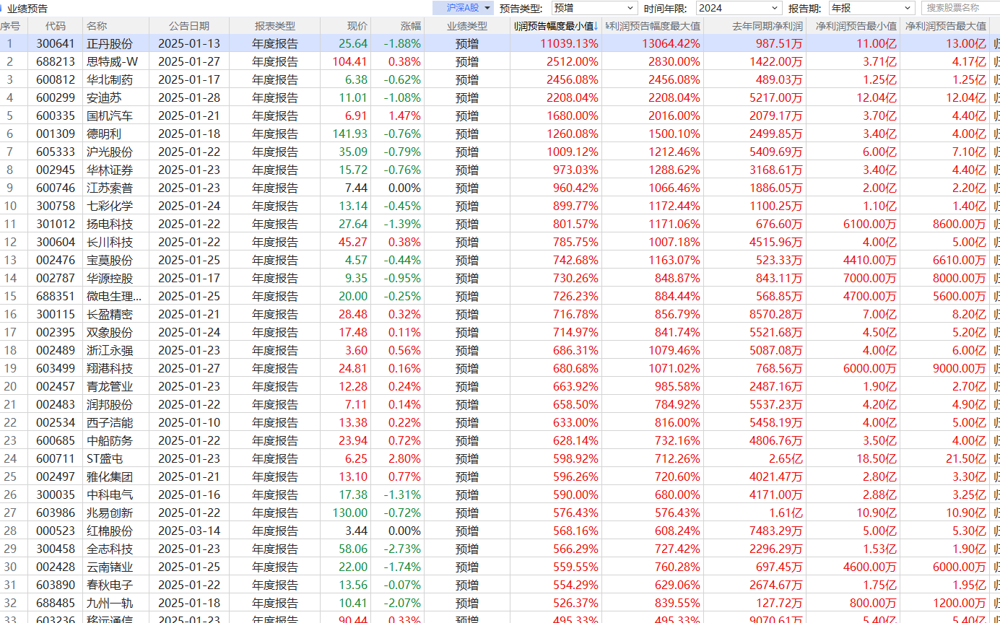 业绩预告 沪深A股 预告类型: 预增 时间年限: 2024 报告期: 年报 搜索股票名称
序号 代码 名称 公告日期 报表类型 现价 涨幅 业绩类型 利润预告幅度最小值↓ 净利润预告幅度最大值 去年同期净利润 净利润预告最小值 净利润预告最大值
1 300641 正丹股份 2025-01-13 年度报告 25.64 -1.88% 预增 11039.13% 13064.42% 987.51万 11.00亿 13.00亿 归
2 688213 思特威-W 2025-01-27 年度报告 104.41 0.38% 预增 2512.00% 2830.00% 1422.00万 3.71亿 4.17亿 归
3 600812 华北制药 2025-01-17 年度报告 6.38 -0.62% 预增 2456.08% 2456.08% 489.03万 1.25亿 1.25亿 归
4 600299 安迪苏 2025-01-28 年度报告 11.01 -1.08% 预增 2208.04% 2208.04% 5217.00万 12.04亿 12.04亿 归
5 600335 国机汽车 2025-01-21 年度报告 6.91 1.47% 预增 1680.00% 2016.00% 2079.17万 3.70亿 4.40亿 归
6 001309 德明利 2025-01-18 年度报告 141.93 -0.76% 预增 1260.08% 1500.10% 2499.85万 3.40亿 4.00亿 归
7 605333 沪光股份 2025-01-22 年度报告 35.09 -0.79% 预增 1009.12% 1212.46% 5409.69万 6.00亿 7.10亿 归
8 002945 华林证券 2025-01-23 年度报告 15.72 -0.76% 预增 973.03% 1288.62% 3168.61万 3.40亿 4.40亿 归
9 600746 江苏索普 2025-01-23 年度报告 7.44 0.00% 预增 960.42% 1066.46% 1886.05万 2.00亿 2.20亿 归
10 300758 七彩化学 2025-01-24 年度报告 13.14 -0.45% 预增 899.77% 1172.44% 1100.25万 1.10亿 1.40亿 归
11 301012 扬电科技 2025-01-22 年度报告 27.64 -1.39% 预增 801.57% 1171.06% 676.60万 6100.00万 8600.00万 归
12 300604 长川科技 2025-01-22 年度报告 45.27 0.38% 预增 785.75% 1007.18% 4515.96万 4.00亿 5.00亿 归
13 002476 宝莫股份 2025-01-25 年度报告 4.57 -0.44% 预增 742.68% 1163.07% 523.33万 4410.00万 6610.00万 归
14 002787 华源控股 2025-01-17 年度报告 9.35 -0.95% 预增 730.26% 848.87% 843.11万 7000.00万 8000.00万 归
15 688351 微电生理... 2025-01-25 年度报告 20.00 -0.25% 预增 726.23% 884.44% 568.85万 4700.00万 5600.00万 归
16 300115 长盈精密 2025-01-21 年度报告 28.48 0.32% 预增 716.78% 856.79% 8570.28万 7.00亿 8.20亿 归
17 002395 双象股份 2025-01-24 年度报告 17.48 0.11% 预增 714.97% 841.74% 5521.68万 4.50亿 5.20亿 归
18 002489 浙江永强 2025-01-23 年度报告 3.60 0.56% 预增 686.31% 1079.46% 5087.08万 4.00亿 6.00亿 归
19 603499 翔港科技 2025-01-27 年度报告 24.81 0.16% 预增 680.68% 1071.02% 768.56万 6000.00万 9000.00万 归
20 002457 青龙管业 2025-01-23 年度报告 12.28 0.24% 预增 663.92% 985.58% 2487.16万 1.90亿 2.70亿 归
21 002483 润邦股份 2025-01-22 年度报告 7.11 0.14% 预增 658.50% 784.92% 5537.23万 4.20亿 4.90亿 归
22 002534 西子洁能 2025-01-10 年度报告 13.38 0.22% 预增 633.00% 816.00% 5458.19万 4.00亿 5.00亿 归
23 600685 中船防务 2025-01-22 年度报告 23.94 0.72% 预增 628.14% 732.16% 4806.76万 3.50亿 4.00亿 归
24 600711 ST盛屯 2025-01-23 年度报告 6.25 2.80% 预增 598.92% 712.26% 2.65亿 18.50亿 21.50亿 归
25 002497 雅化集团 2025-01-21 年度报告 13.10 0.77% 预增 596.26% 720.60% 4021.47万 2.80亿 3.30亿 归
26 300035 中科电气 2025-01-16 年度报告 17.38 -1.31% 预增 590.00% 680.00% 4171.00万 2.88亿 3.25亿 归
27 603986 兆易创新 2025-01-22 年度报告 130.00 -0.72% 预增 576.43% 576.43% 1.61亿 10.90亿 10.90亿 归
28 000523 红棉股份 2025-03-14 年度报告 3.44 0.00% 预增 568.16% 608.24% 7483.29万 5.00亿 5.30亿 归
29 300458 全志科技 2025-01-22 年度报告 58.06 -2.73% 预增 566.29% 727.42% 2296.29万 1.53亿 1.90亿 归
30 002428 云南锗业 2025-01-25 年度报告 22.00 -1.74% 预增 559.55% 760.28% 697.45万 4600.00万 6000.00万 归
31 603890 春秋电子 2025-01-22 年度报告 13.56 -0.07% 预增 554.29% 629.06% 2674.67万 1.75亿 1.95亿 归
32 688485 九州一轨 2025-01-18 年度报告 10.41 -2.07% 预增 526.37% 839.55% 127.72万 800.00万 1200.00万 归
33 603236 移远通信 2025-01-23 年度报告 90.44 0.33% 预增 495.33% 495.33% 9070.61万 5.40亿 5.40亿 归